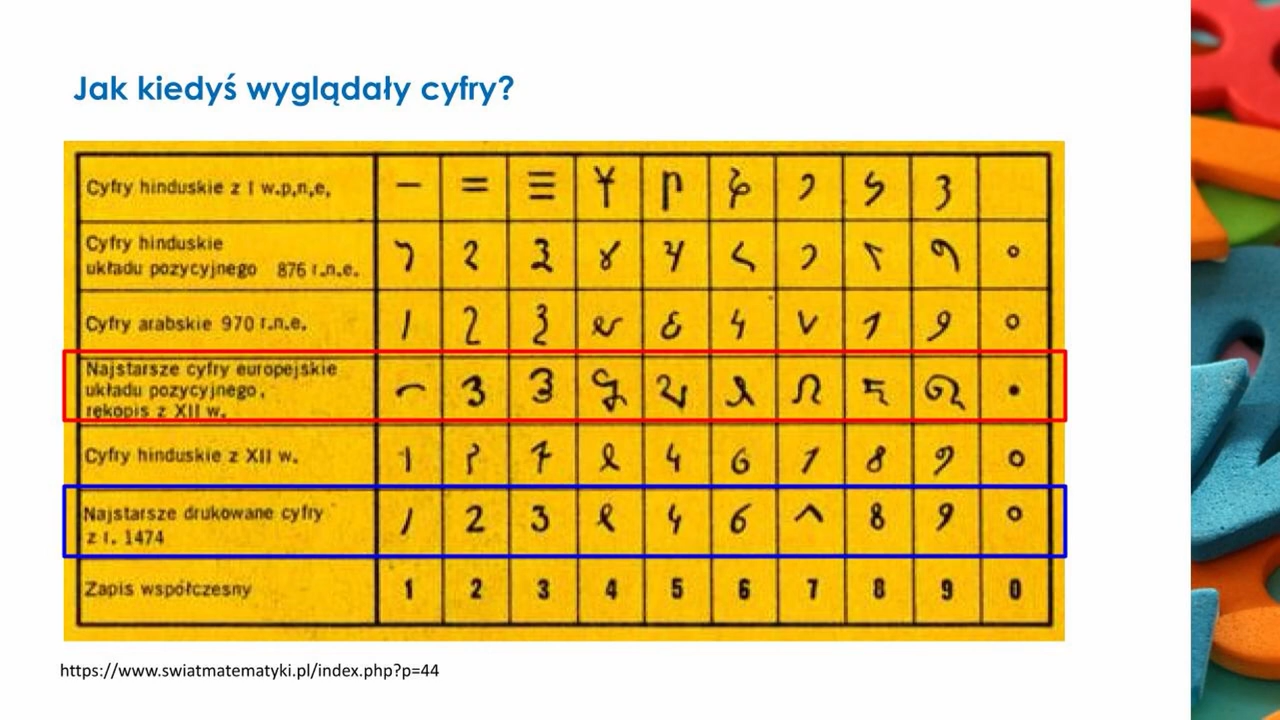 Jak kiedyś wyglądały cyfry?
Cyfry hinduskie z I w.p,n,e,
Cyfry hinduskie
układu pozycyjnego 876 r.n.e.
Cyfry arabskie 970 r.n.e.
Najstarsze cyfry europejskie
układu pozycyjnego,
rękopis z XII w.
Cyfry hinduskie z XII w.
Najstarsze drukowane cyfry
z r. 1474
Zapis współczesny 1 2 3 4 5 6 7 8 9 0
https://www.swiatmatematyki.pl/index.php?p=44